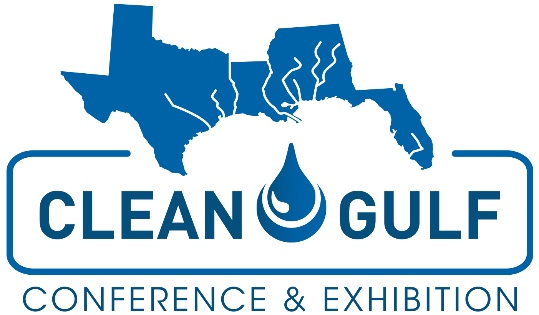 CLEAN GULF
CONFERENCE & EXHIBITION